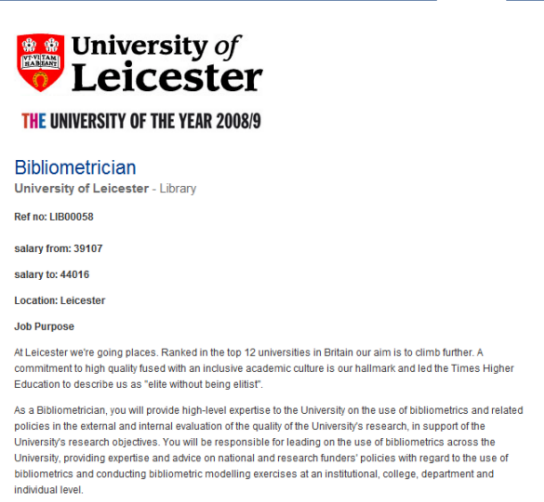 University of
Leicester
VT·VITAM
HABEANT
THE UNIVERSITY OF THE YEAR 2008/9
Bibliometrician
University of Leicester - Library
Ref no: LIB00058
salary from: 39107
salary to: 44016
Location: Leicester
Job Purpose
At Leicester we're going places. Ranked in the top 12 universities in Britain our aim is to climb further. A
commitment to high quality fused with an inclusive academic culture is our hallmark and led the Times Higher
Education to describe us as "elite without being elitist".
As a Bibliometrician, you will provide high-level expertise to the University on the use of bibliometrics and related
policies in the external and internal evaluation of the quality of the University's research, in support of the
University's research objectives. You will be responsible for leading on the use of bibliometrics across the
University, providing expertise and advice on national and research funders' policies with regard to the use of
bibliometrics and conducting bibliometric modelling exercises at an institutional, college, department and
individual level.